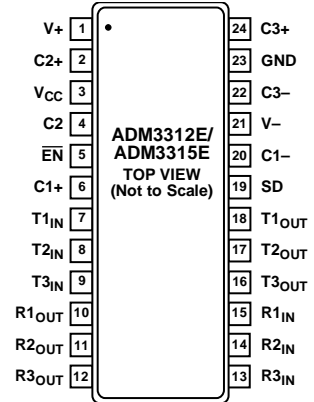 V+ 1 24 C3+
C2+ 2 23 GND
VCC 3 22 C3–
C2 4 21 V–
EN 5 20 C1–
C1+ 6 19 SD
T1IN 7 18 T1OUT
T2IN 8 17 T2OUT
T3IN 9 16 T3OUT
R1OUT 10 15 R1IN
R2OUT 11 14 R2IN
R3OUT 12 13 R3IN
ADM3312E/
ADM3315E
TOP VIEW
(Not to Scale)